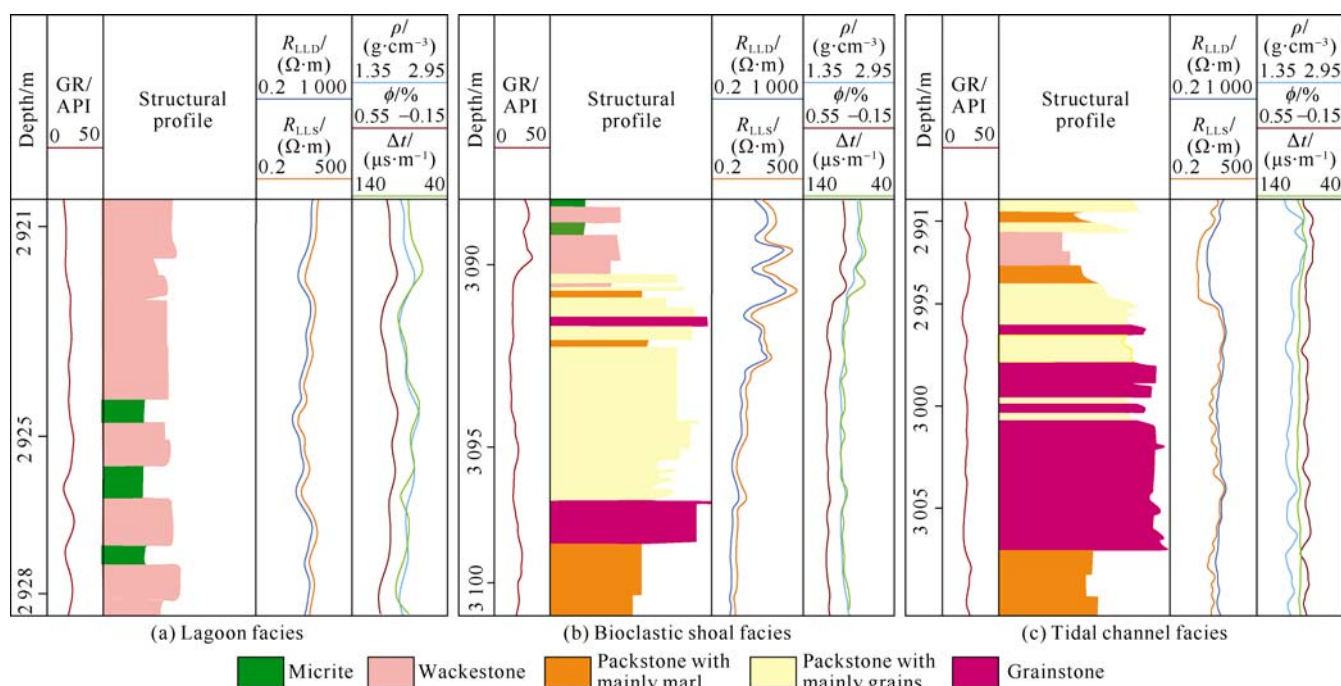 Depth/m
GR/
API
0 50
Structural
profile
R_LLD/
(Ω·m)
0.2 1 000
R_LLS/
(Ω·m)
0.2 500
ρ/
(g·cm⁻³)
1.35 2.95
ϕ/%
0.55 −0.15
Δt/
(μs·m⁻¹)
140 40
2 921
2 925
2 928
(a) Lagoon facies
Depth/m
GR/
API
0 50
Structural
profile
R_LLD/
(Ω·m)
0.2 1 000
R_LLS/
(Ω·m)
0.2 500
ρ/
(g·cm⁻³)
1.35 2.95
ϕ/%
0.55 −0.15
Δt/
(μs·m⁻¹)
140 40
3 090
3 095
3 100
(b) Bioclastic shoal facies
Depth/m
GR/
API
0 50
Structural
profile
R_LLD/
(Ω·m)
0.2 1 000
R_LLS/
(Ω·m)
0.2 500
ρ/
(g·cm⁻³)
1.35 2.95
ϕ/%
0.55 −0.15
Δt/
(μs·m⁻¹)
140 40
2 991
2 995
3 000
3 005
(c) Tidal channel facies
Micrite
Wackestone
Packstone with
mainly marl
Packstone with
mainly grains
Grainstone